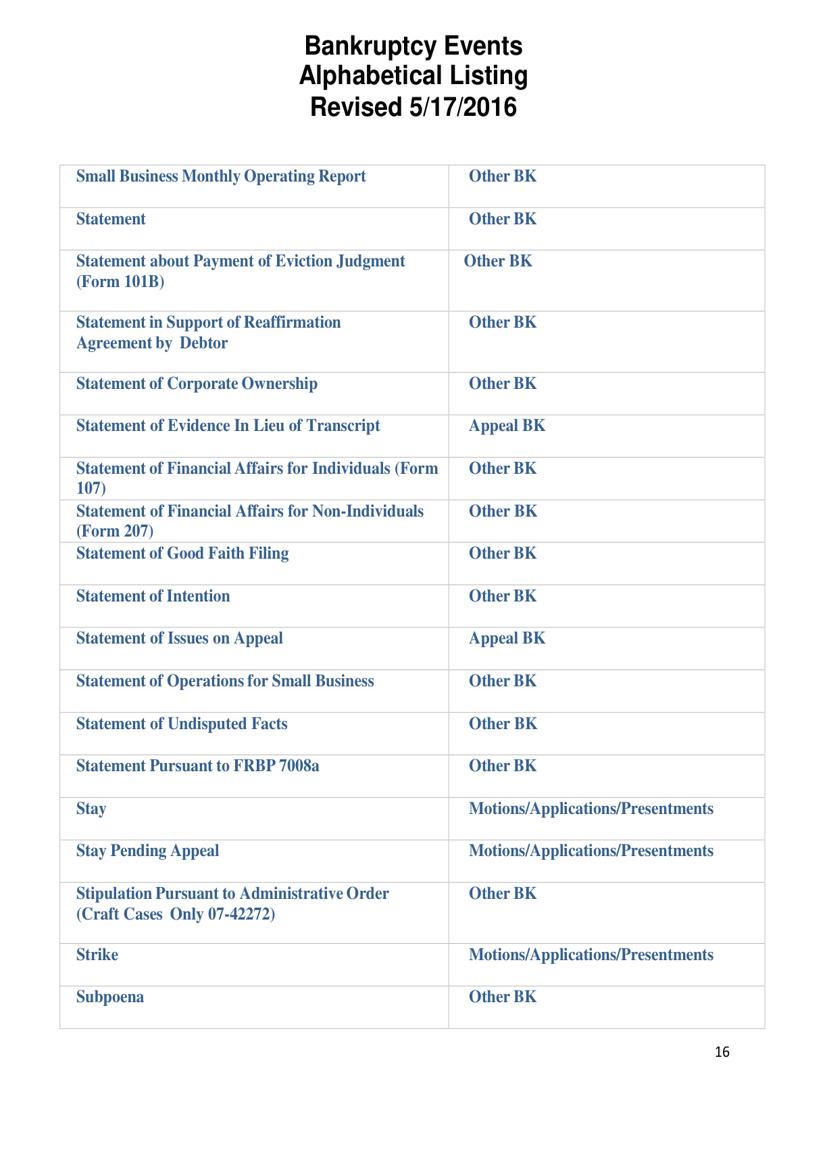 Bankruptcy Events
Alphabetical Listing
Revised 5/17/2016
Small Business Monthly Operating Report Other BK
Statement Other BK
Statement about Payment of Eviction Judgment Other BK
(Form 101B)
Statement in Support of Reaffirmation Other BK
Agreement by Debtor
Statement of Corporate Ownership Other BK
Statement of Evidence In Lieu of Transcript Appeal BK
Statement of Financial Affairs for Individuals (Form Other BK
107)
Statement of Financial Affairs for Non-Individuals Other BK
(Form 207)
Statement of Good Faith Filing Other BK
Statement of Intention Other BK
Statement of Issues on Appeal Appeal BK
Statement of Operations for Small Business Other BK
Statement of Undisputed Facts Other BK
Statement Pursuant to FRBP 7008a Other BK
Stay Motions/Applications/Presentments
Stay Pending Appeal Motions/Applications/Presentments
Stipulation Pursuant to Administrative Order Other BK
(Craft Cases Only 07-42272)
Strike Motions/Applications/Presentments
Subpoena Other BK
16